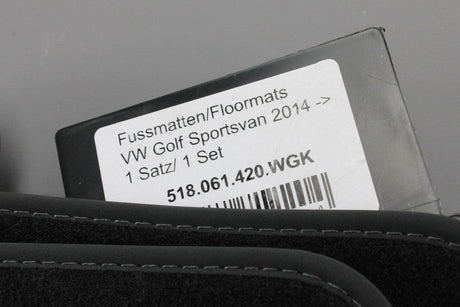 Fussmatten/Floormats
VW Golf Sportsvan 2014 ->
1 Satz/ 1 Set
518.061.420.WGK